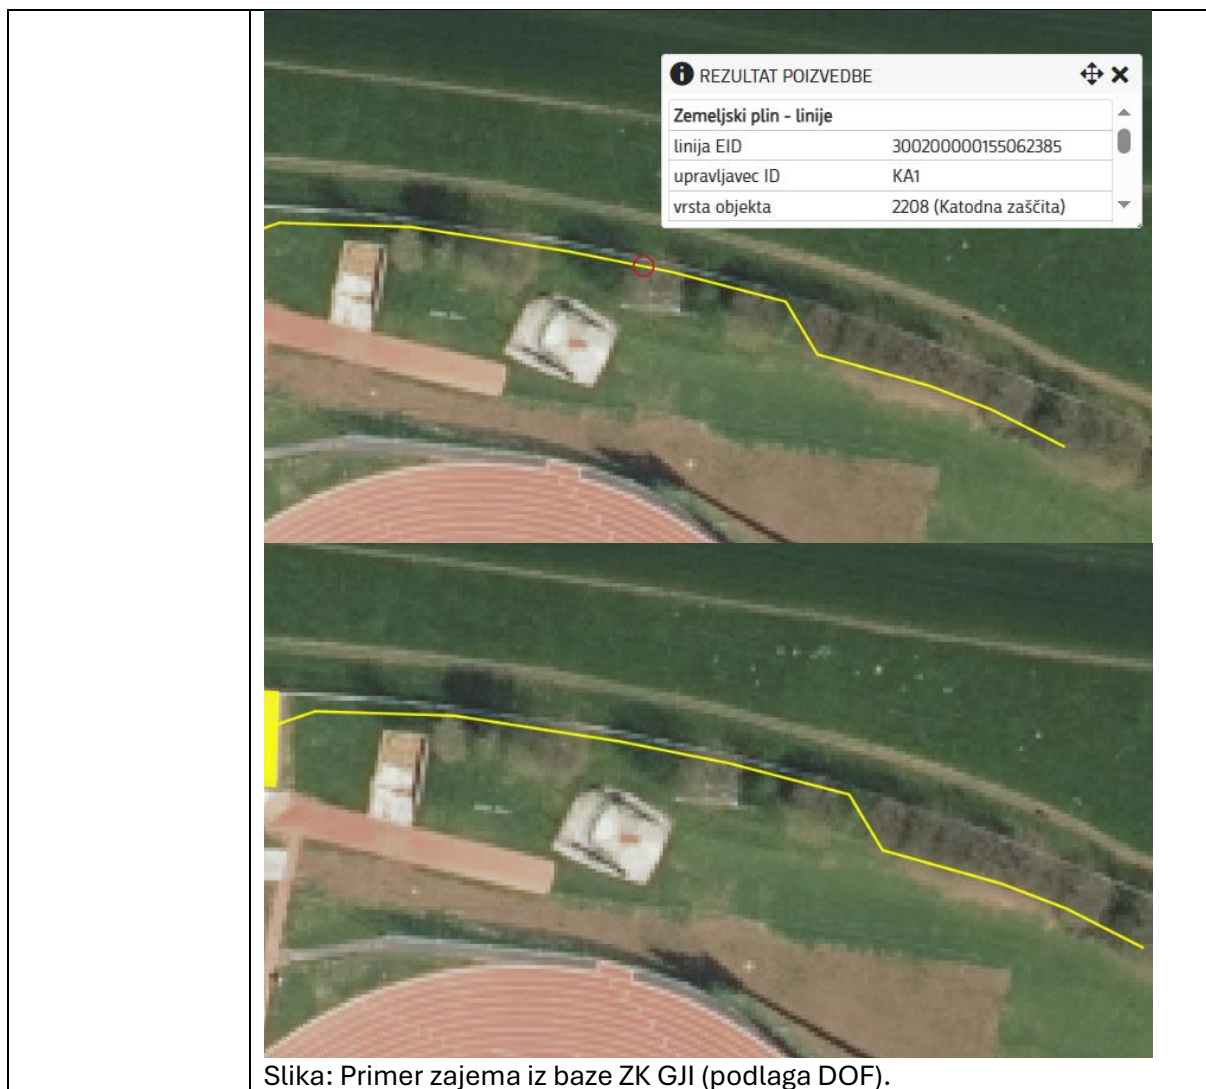 REZULTAT POIZVEDBE
Zemeljski plin - linije
linija EID 300200000155062385
upravljavec ID KA1
vrsta objekta 2208 (Katodna zaščita)
Slika: Primer zajema iz baze ZK GJI (podlaga DOF).